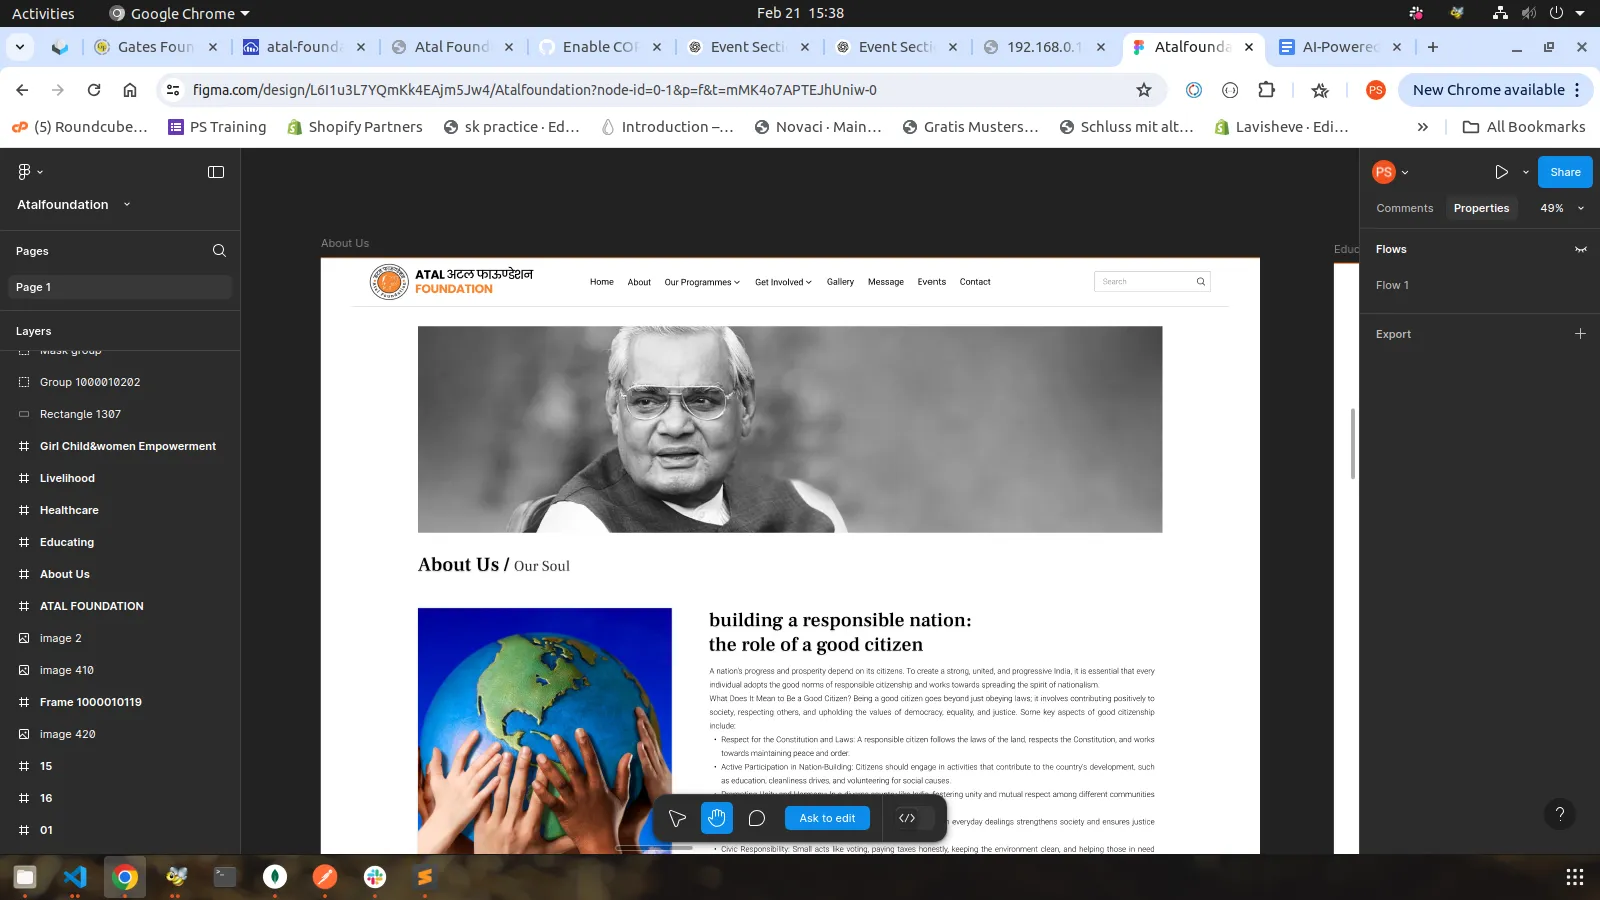 Activities
Google Chrome
Feb 21 15:38
Gates Foun
atal-found
Atal Found
Enable COR
Event Secti
Event Secti
192.168.0.1
Atalfounda
AI-Powered
figma.com/design/L6I1u3L7YQmKk4EAjm5Jw4/Atalfoundation?node-id=0-1&p=f&t=mMK4o7APTEJhUniw-0
PS
New Chrome available
(5) Roundcube...
PS Training
Shopify Partners
sk practice · Ed...
Introduction –...
Novaci · Main...
Gratis Musters...
Schluss mit alt...
Lavisheve · Edi...
All Bookmarks
Atalfoundation
Pages
Page 1
Layers
Mask group
Group 1000010202
Rectangle 1307
Girl Child&women Empowerment
Livelihood
Healthcare
Educating
About Us
ATAL FOUNDATION
image 2
image 410
Frame 1000010119
image 420
15
16
01
About Us
ATAL अटल फाऊण्डेशन
FOUNDATION
Home
About
Our Programmes
Get Involved
Gallery
Message
Events
Contact
Search
About Us / Our Soul
building a responsible nation:
the role of a good citizen
A nation's progress and prosperity depend on its citizens. To create a strong, united, and progressive India, it is essential that every
individual adopts the good norms of responsible citizenship and works towards spreading the spirit of nationalism.
What Does It Mean to Be a Good Citizen? Being a good citizen goes beyond just obeying laws; it involves contributing positively to
society, respecting others, and upholding the values of democracy, equality, and justice. Some key aspects of good citizenship
include:
• Respect for the Constitution and Laws: A responsible citizen follows the laws of the land, respects the Constitution, and works
towards maintaining peace and order.
• Active Participation in Nation-Building: Citizens should engage in activities that contribute to the country's development, such
as education, cleanliness drives, and volunteering for social causes.
fostering unity and mutual respect among different communities
everyday dealings strengthens society and ensures justice
• Civic Responsibility: Small acts like voting, paying taxes honestly, keeping the environment clean, and helping those in need
Ask to edit
Educ
PS
Share
Comments
Properties
49%
Flows
Flow 1
Export
?